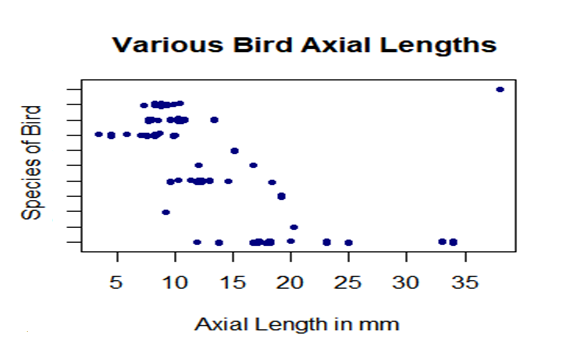 Various Bird Axial Lengths
Species of Bird
5 10 15 20 25 30 35
Axial Length in mm